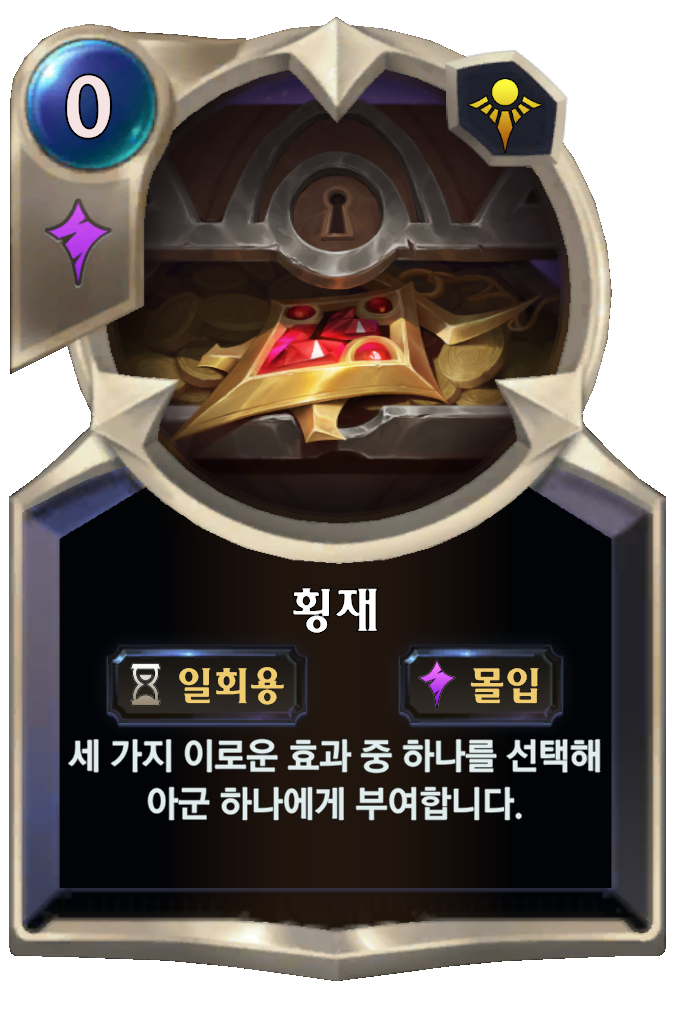 0
횡재
일회용 몰입
세 가지 이로운 효과 중 하나를 선택해
아군 하나에게 부여합니다.